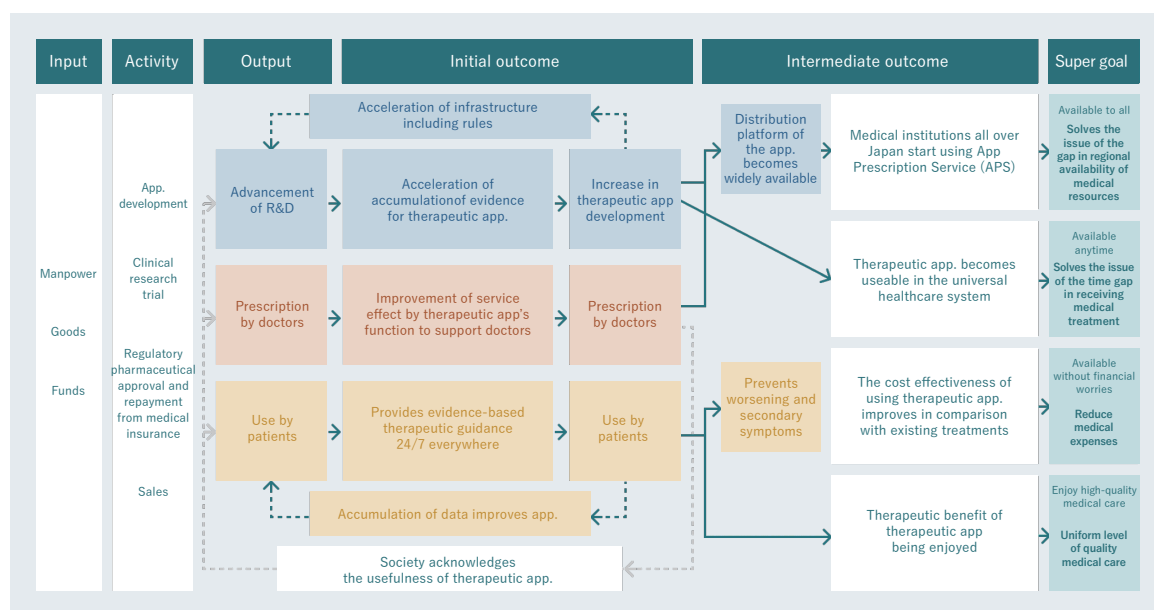 Input
Activity
Output
Initial outcome
Intermediate outcome
Super goal
Manpower
Goods
Funds
App.
development
Clinical
research
trial
Regulatory
pharmaceutical
approval and
repayment
from medical
insurance
Sales
Acceleration of infrastructure
including rules
Advancement
of R&D
Acceleration of
accumulationof evidence
for therapeutic app.
Increase in
therapeutic app
development
Prescription
by doctors
Improvement of service
effect by therapeutic app's
function to support doctors
Prescription
by doctors
Use by
patients
Provides evidence-based
therapeutic guidance
24/7 everywhere
Use by
patients
Accumulation of data improves app.
Society acknowledges
the usefulness of therapeutic app.
Distribution
platform of
the app.
becomes
widely available
Medical institutions all over
Japan start using App
Prescription Service (APS)
Therapeutic app. becomes
useable in the universal
healthcare system
Prevents
worsening and
secondary
symptoms
The cost effectiveness of
using therapeutic app.
improves in comparison
with existing treatments
Therapeutic benefit of
therapeutic app
being enjoyed
Available to all
Solves the
issue of the
gap in regional
availability of
medical
resources
Available
anytime
Solves the issue
of the time gap
in receiving
medical
treatment
Available
without financial
worries
Reduce
medical
expenses
Enjoy high-quality
medical care
Uniform level
of quality
medical care